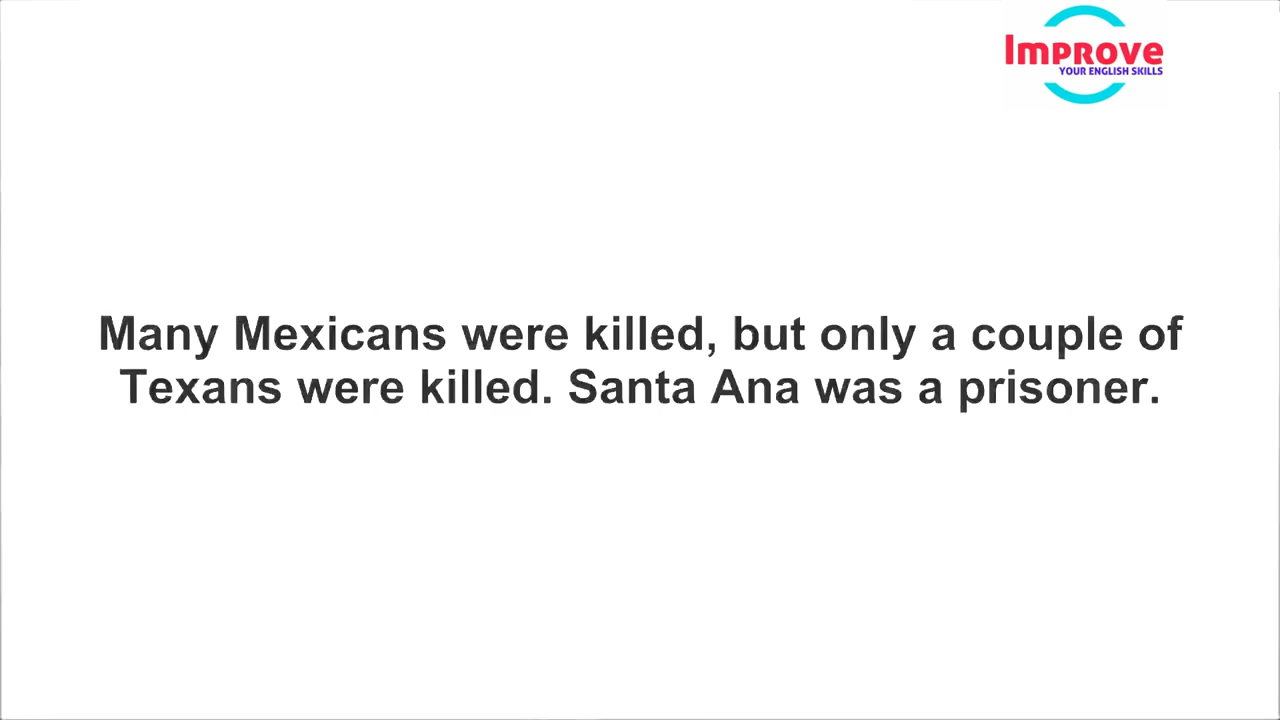 Improve
YOUR ENGLISH SKILLS
Many Mexicans were killed, but only a couple of
Texans were killed. Santa Ana was a prisoner.